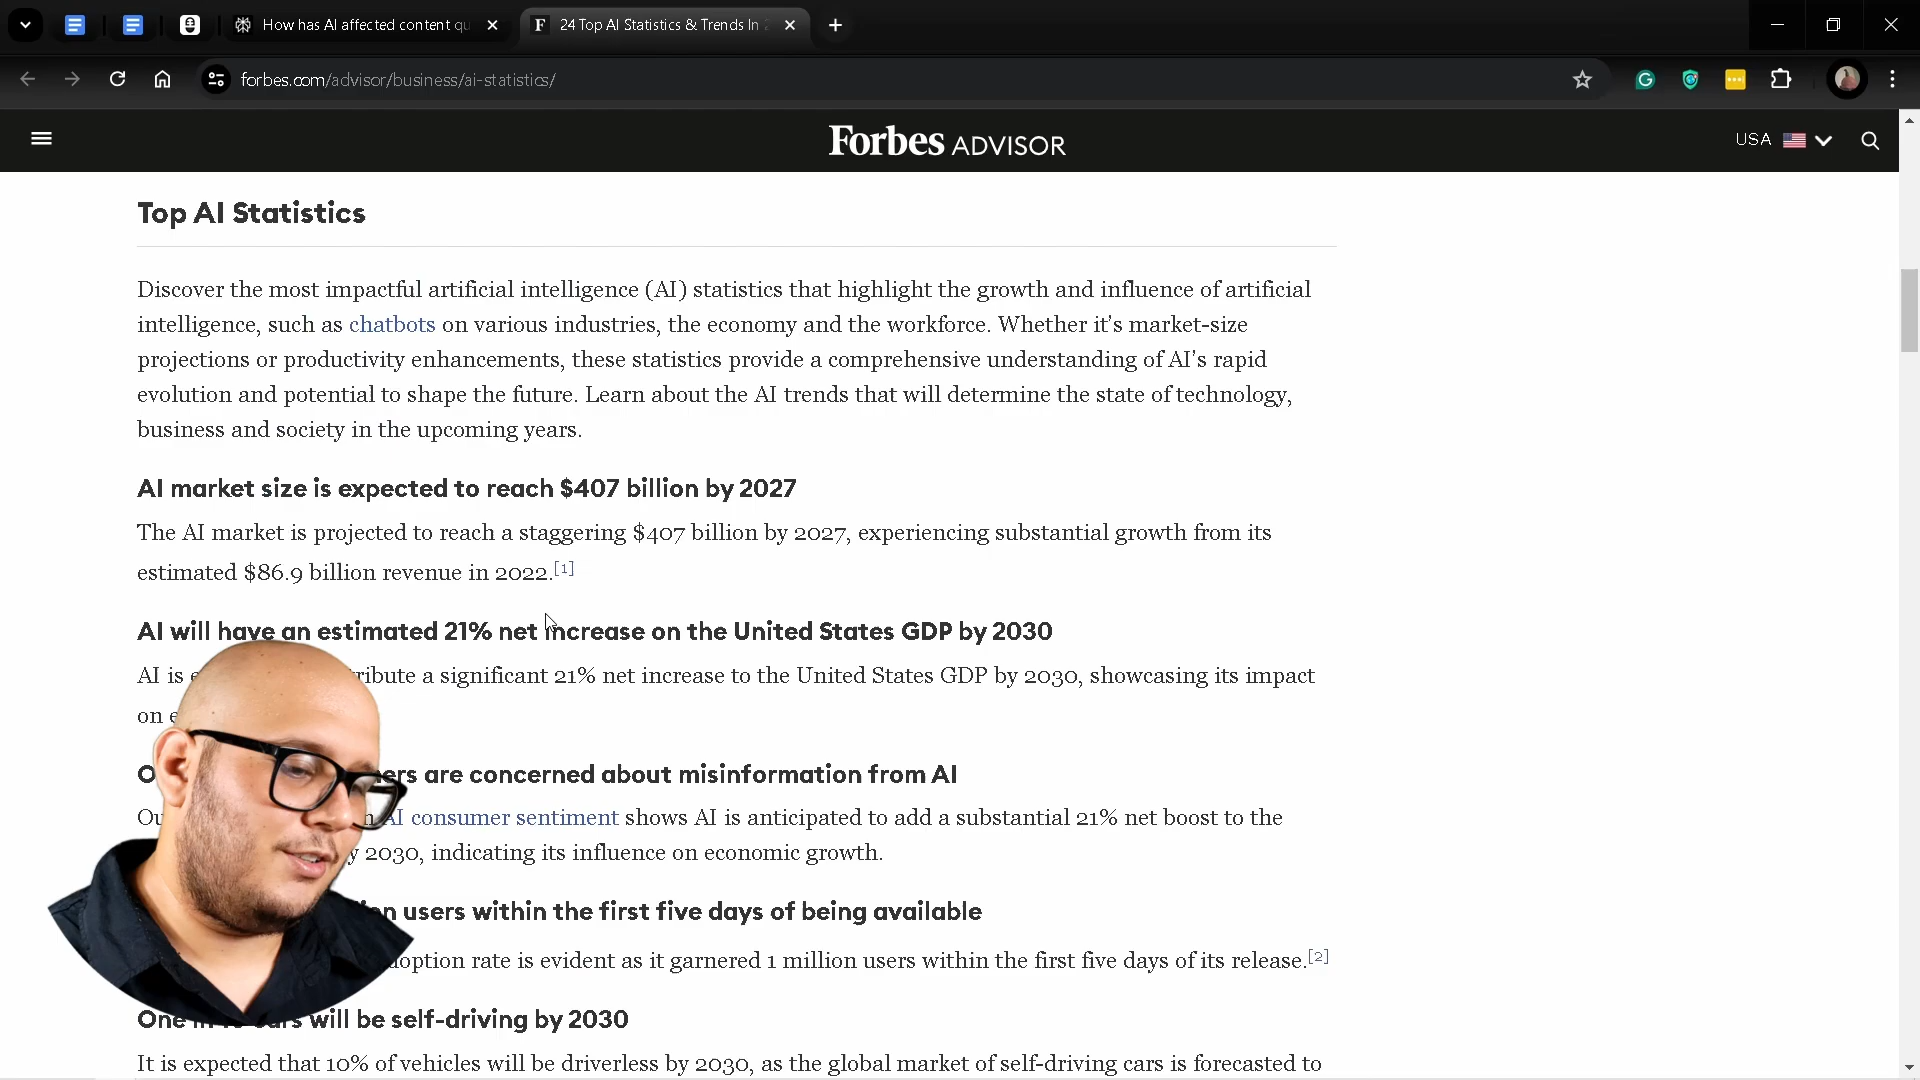 How has AI affected content qu
24 Top AI Statistics & Trends In 2
forbes.com/advisor/business/ai-statistics/
Forbes ADVISOR
USA
Top AI Statistics
Discover the most impactful artificial intelligence (AI) statistics that highlight the growth and influence of artificial
intelligence, such as chatbots on various industries, the economy and the workforce. Whether it's market-size
projections or productivity enhancements, these statistics provide a comprehensive understanding of AI's rapid
evolution and potential to shape the future. Learn about the AI trends that will determine the state of technology,
business and society in the upcoming years.
AI market size is expected to reach $407 billion by 2027
The AI market is projected to reach a staggering $407 billion by 2027, experiencing substantial growth from its
estimated $86.9 billion revenue in 2022.[1]
AI will have an estimated 21% net increase on the United States GDP by 2030
AI is a significant 21% net increase to the United States GDP by 2030, showcasing its impact
on
are concerned about misinformation from AI
AI consumer sentiment shows AI is anticipated to add a substantial 21% net boost to the
2030, indicating its influence on economic growth.
users within the first five days of being available
rate is evident as it garnered 1 million users within the first five days of its release.[2]
One will be self-driving by 2030
It is expected that 10% of vehicles will be driverless by 2030, as the global market of self-driving cars is forecasted to